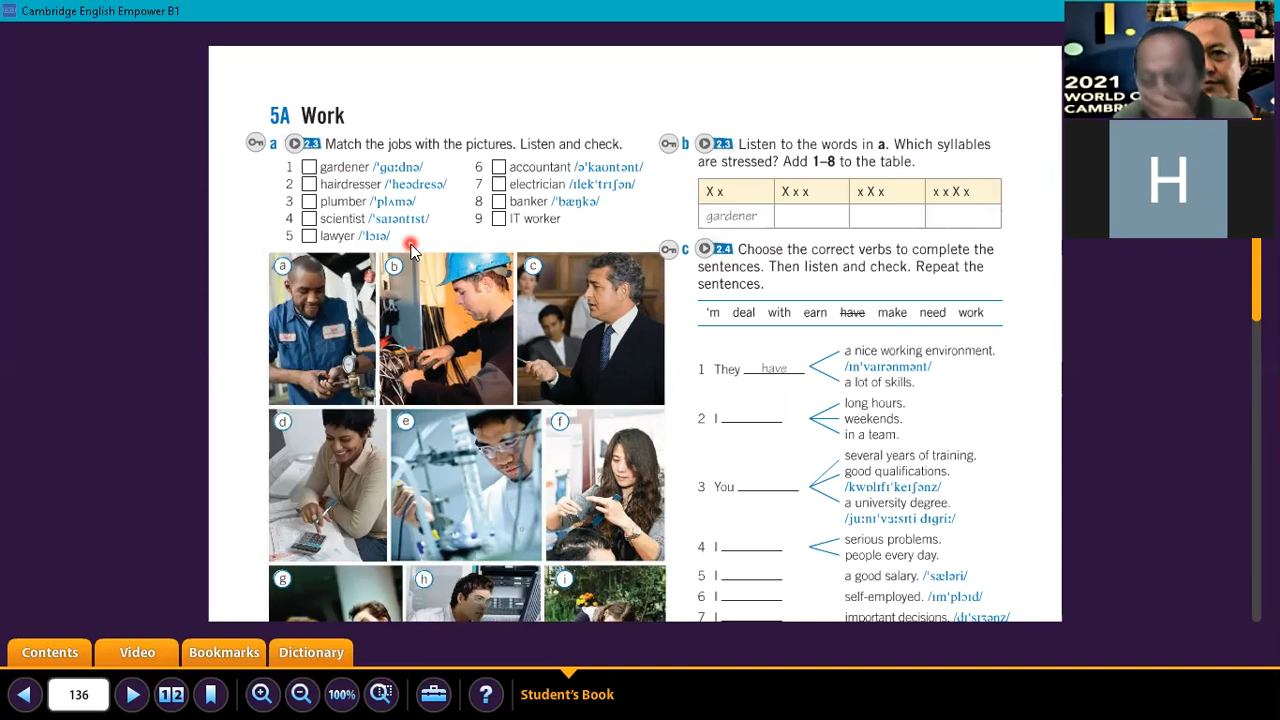 Cambridge English Empower B1
5A Work
a 2.3 Match the jobs with the pictures. Listen and check.
1 gardener /ˈɡɑːdnə/
2 hairdresser /ˈheədresə/
3 plumber /ˈplʌmə/
4 scientist /ˈsaɪəntɪst/
5 lawyer /ˈlɔɪə/
6 accountant /əˈkaʊntənt/
7 electrician /ɪlekˈtrɪʃən/
8 banker /ˈbæŋkə/
9 IT worker
a
b
c
d
e
f
g
h
i
b 2.3 Listen to the words in a. Which syllables
are stressed? Add 1–8 to the table.
X x X x x x X x x x X x
gardener
c 2.4 Choose the correct verbs to complete the
sentences. Then listen and check. Repeat the
sentences.
'm deal with earn have make need work
1 They have
a nice working environment.
/ɪnˈvaɪrənmənt/
a lot of skills.
2 I
long hours.
weekends.
in a team.
3 You
several years of training.
good qualifications.
/kwɒlɪfɪˈkeɪʃənz/
a university degree.
/juːnɪˈvɜːsɪti dɪɡriː/
4 I
serious problems.
people every day.
5 I a good salary. /ˈsæləri/
6 I self-employed. /ɪmˈplɔɪd/
7 I important decisions. /dɪˈsɪʒənz/
2021
WORLD C
CAMBR
H
Contents Video Bookmarks Dictionary
136 12 100% ? Student's Book